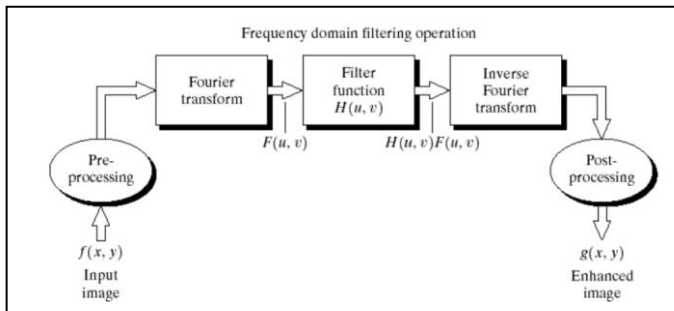 Frequency domain filtering operation
Fourier
transform
Filter
function
H(u, v)
Inverse
Fourier
transform
F(u, v)
H(u, v)F(u, v)
Pre-
processing
Post-
processing
f(x, y)
Input
image
g(x, y)
Enhanced
image